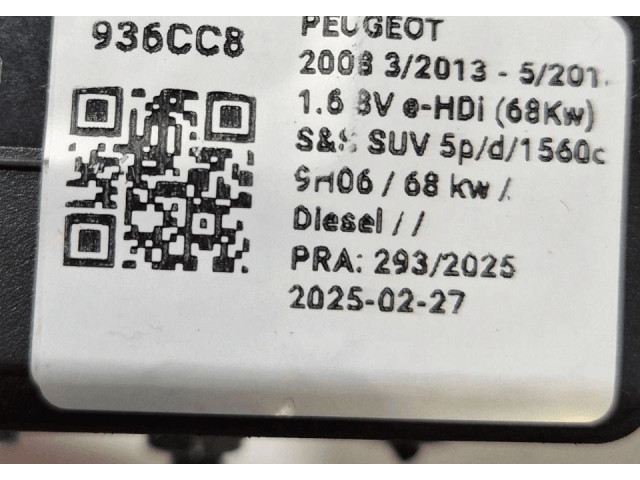 936CC8
PEUGEOT
2008 3/2013 - 5/201
1.6 8V e-HDi (68Kw)
S&S SUV 5p/d/1560c
9H06 / 68 kw /
Diesel / /
PRA: 293/2025
2025-02-27